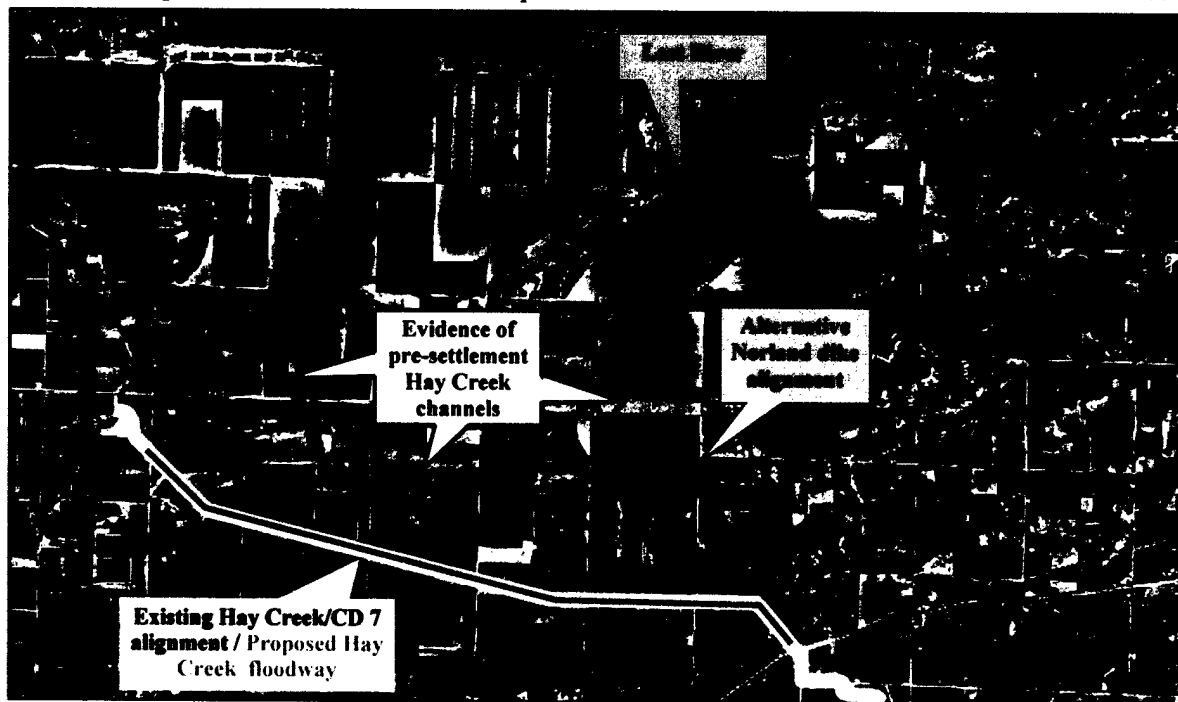 Evidence of
pre-settlement
Hay Creek
channels
Alternative
Norland dike
alignment
Existing Hay Creek/CD 7
alignment / Proposed Hay
Creek floodway